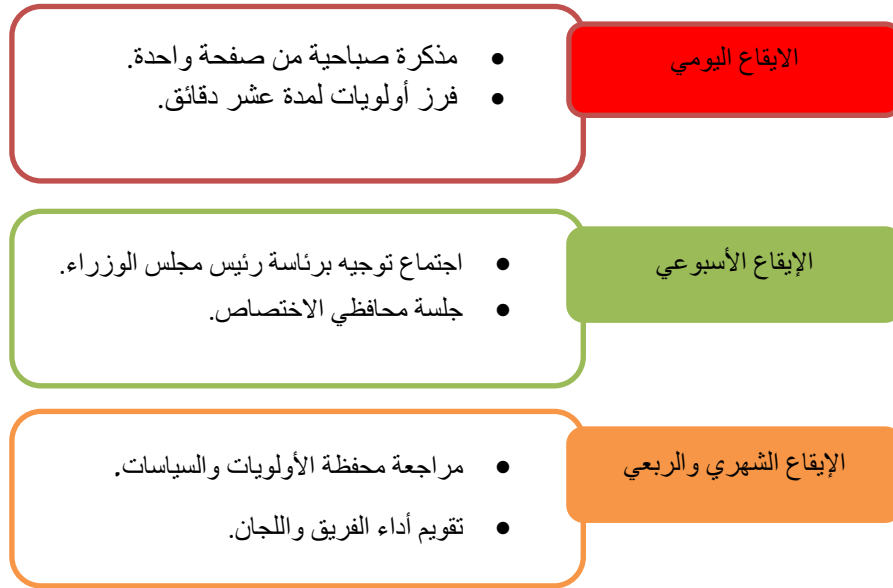 الايقاع اليومي
● مذكرة صباحية من صفحة واحدة.
● فرز أولويات لمدة عشر دقائق.
الإيقاع الأسبوعي
● اجتماع توجيه برئاسة رئيس مجلس الوزراء.
● جلسة محافظي الاختصاص.
الإيقاع الشهري والربعي
● مراجعة محفظة الأولويات والسياسات.
● تقويم أداء الفريق واللجان.